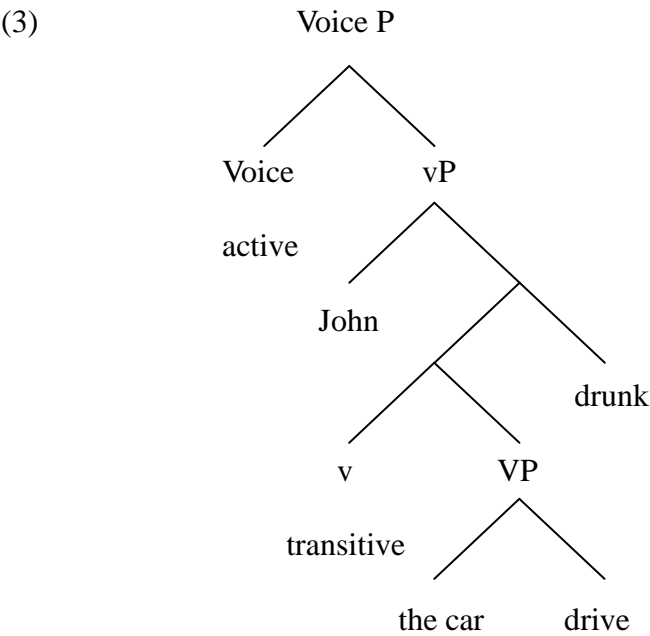 (3) Voice P
Voice vP
active
John
drunk
v VP
transitive
the car drive